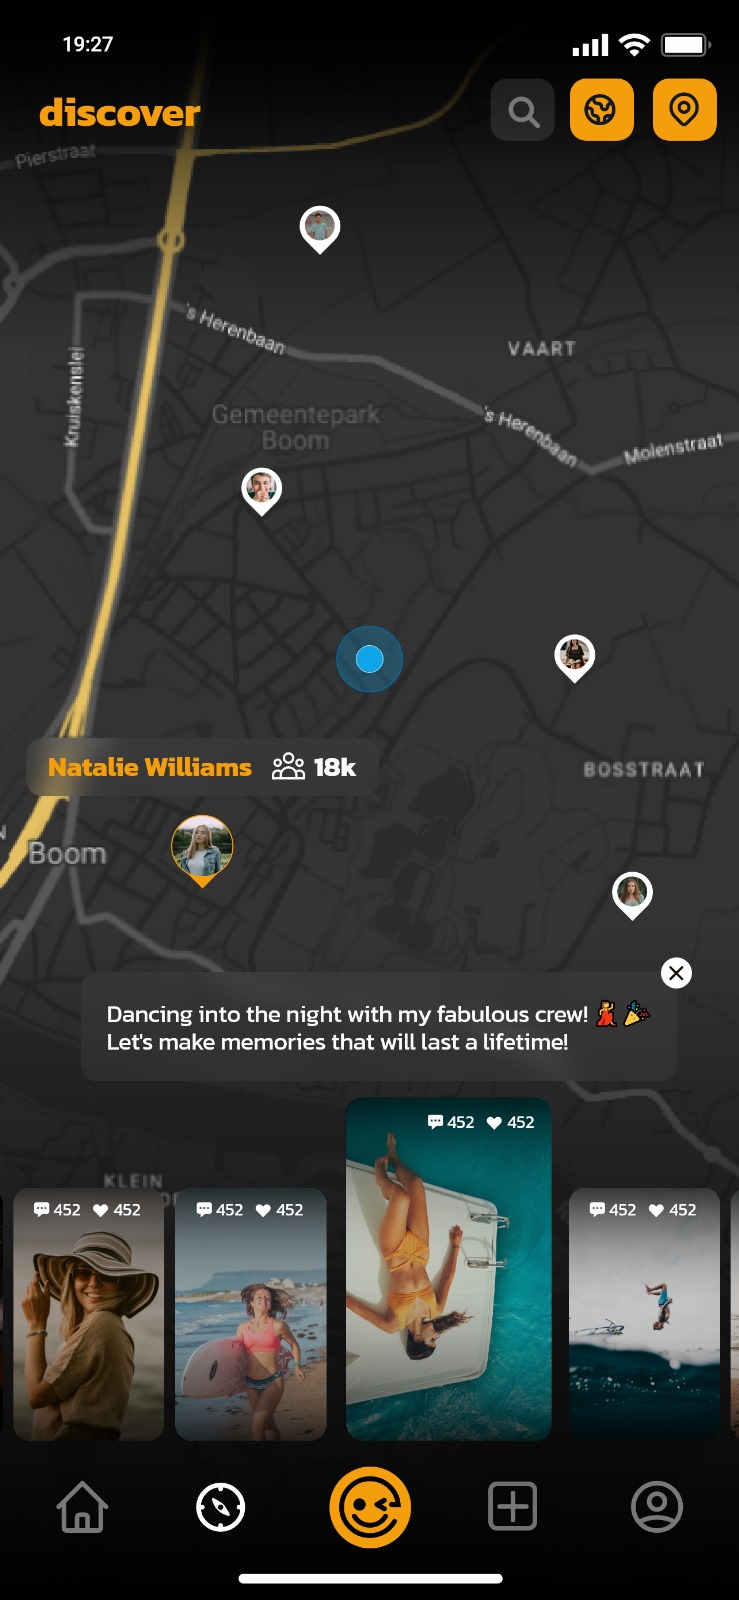 19:27
discover
Pierstraat
's Herenbaan
VAART
Kruiskenslei
Gemeentepark
Boom
's Herenbaan
Molenstraat
Natalie Williams 18k
BOSSTRAAT
Boom
Dancing into the night with my fabulous crew! 💃 🎉
Let's make memories that will last a lifetime!
452 452
KLEIN
452 452
452 452
452 452